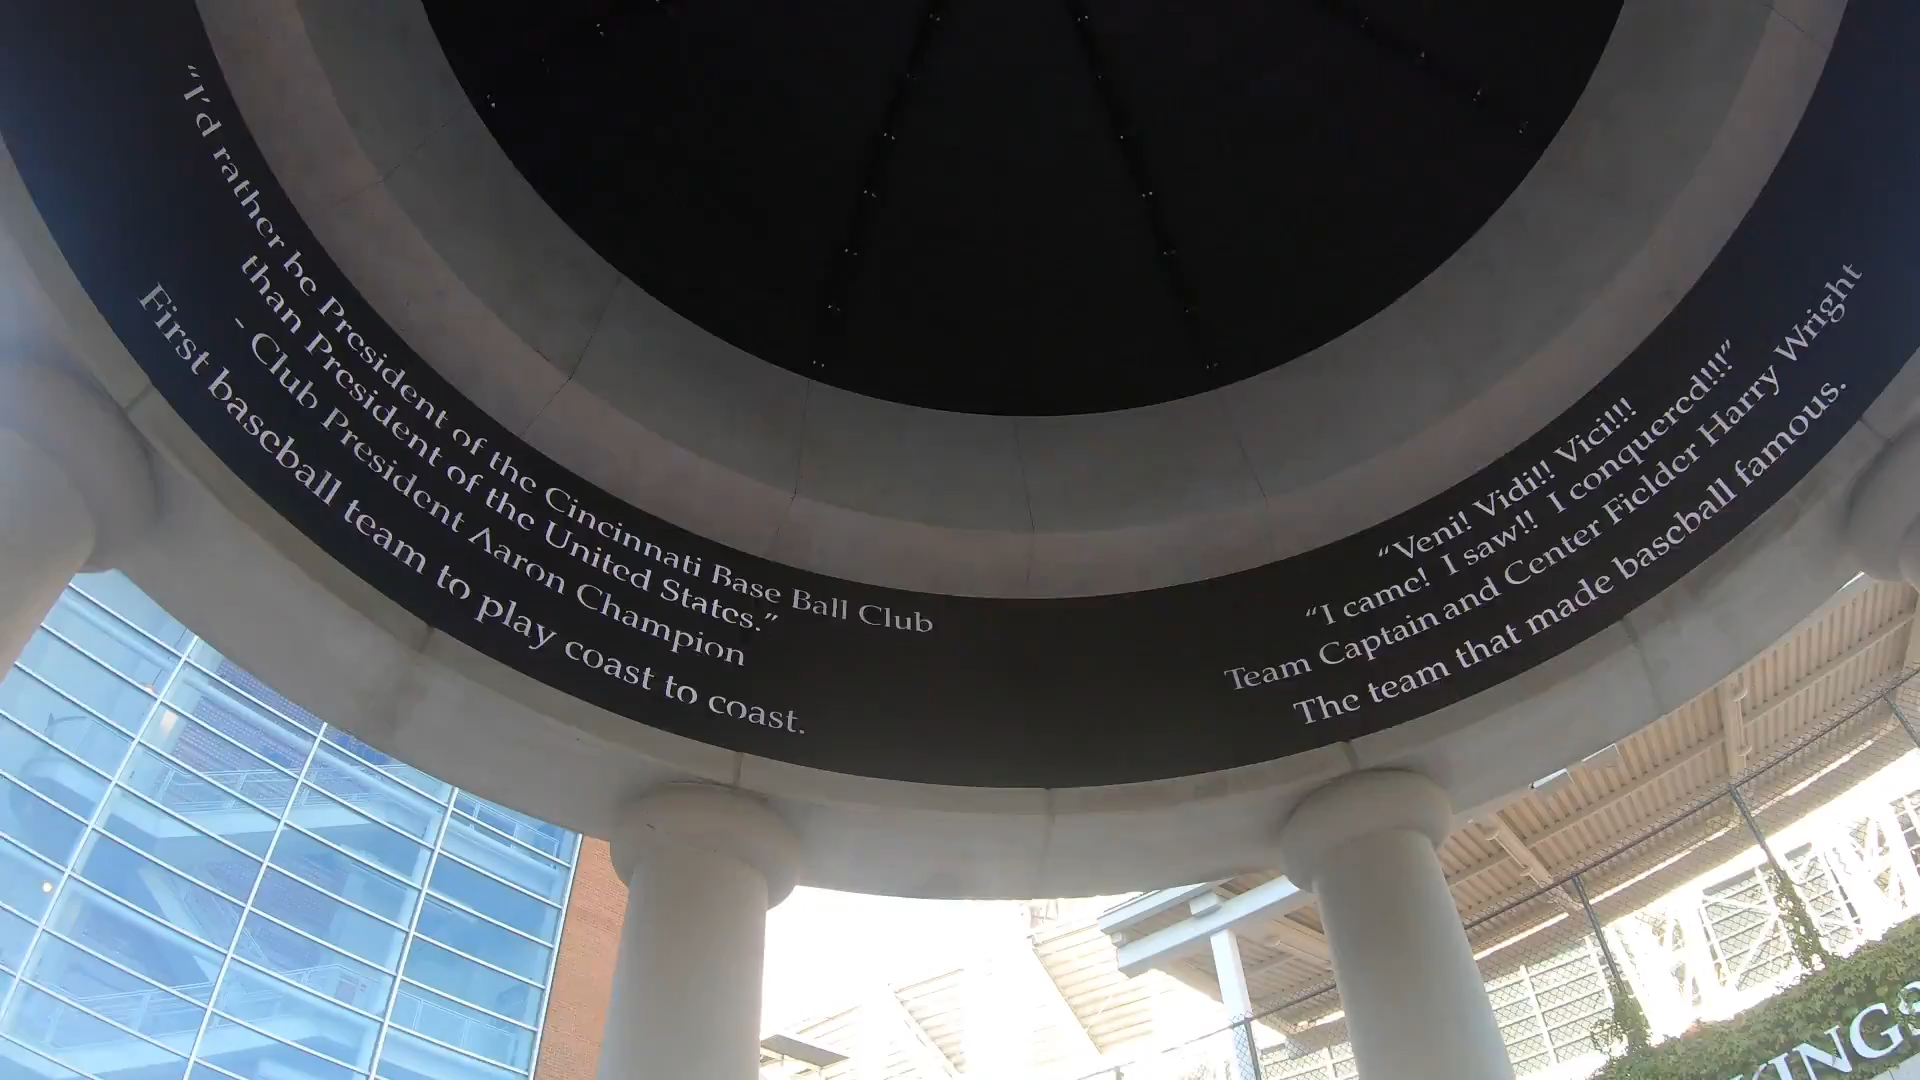 “I’d rather be President of the Cincinnati Base Ball Club
than President of the United States.”
- Club President Aaron Champion
First baseball team to play coast to coast.
“Veni! Vidi!! Vici!!!
“I came! I saw!! I conquered!!!”
Team Captain and Center Fielder Harry Wright
The team that made baseball famous.